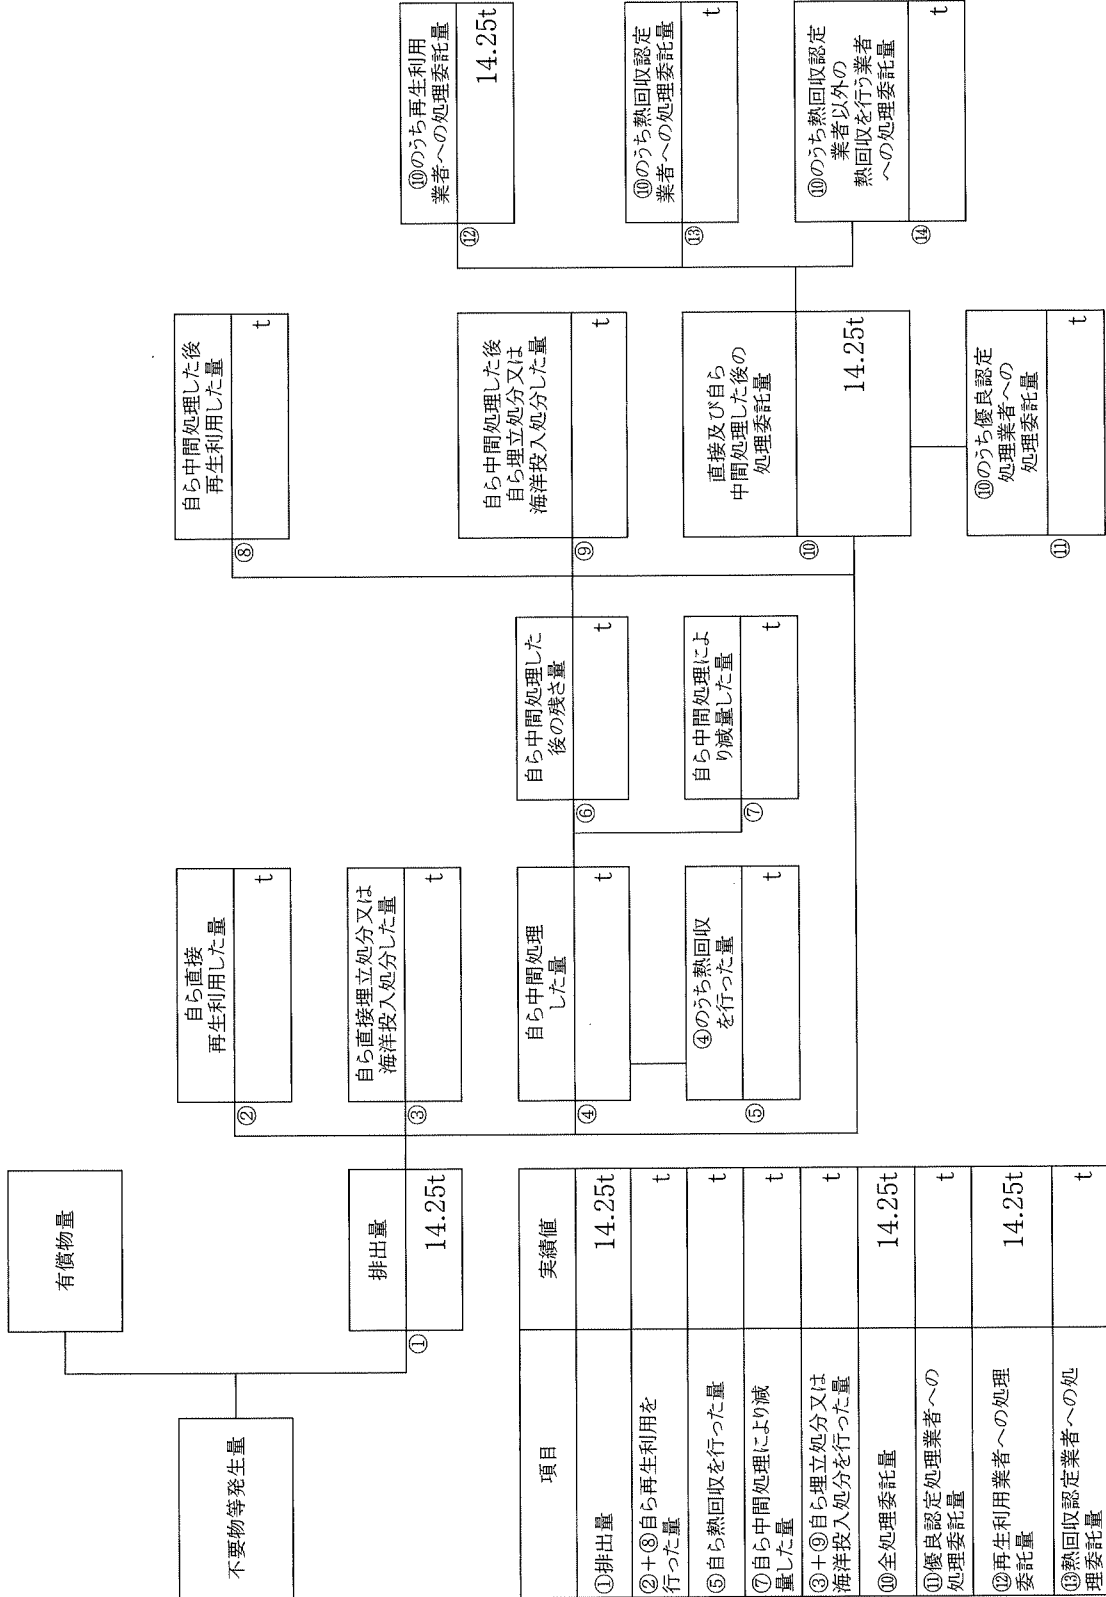 不要物等発生量
有償物量
排出量
①
14.25t
自ら直接
再生利用した量
②
t
自ら直接埋立処分又は
海洋投入処分した量
③
t
自ら中間処理
した量
④
t
④のうち熱回収
を行った量
⑤
t
自ら中間処理した
後の残さ量
⑥
t
自ら中間処理によ
り減量した量
⑦
t
自ら中間処理した後
再生利用した量
⑧
t
自ら中間処理した後
自ら埋立処分又は
海洋投入処分した量
⑨
t
直接及び自ら
中間処理した後の
処理委託量
⑩
14.25t
⑩のうち優良認定
処理業者への
処理委託量
⑪
t
⑩のうち再生利用
業者への処理委託量
⑫
14.25t
⑩のうち熱回収認定
業者への処理委託量
⑬
t
⑩のうち熱回収認定
業者以外の
熱回収を行う業者
への処理委託量
⑭
t
項目 実績値
①排出量 14.25t
②+⑧自ら再生利用を
行った量 t
⑤自ら熱回収を行った量 t
⑦自ら中間処理により減
量した量 t
③+⑨自ら埋立処分又は
海洋投入処分を行った量 t
⑩全処理委託量 14.25t
⑪優良認定処理業者への
処理委託量 t
⑫再生利用業者への処理
委託量 14.25t
⑬熱回収認定業者への処
理委託量 t